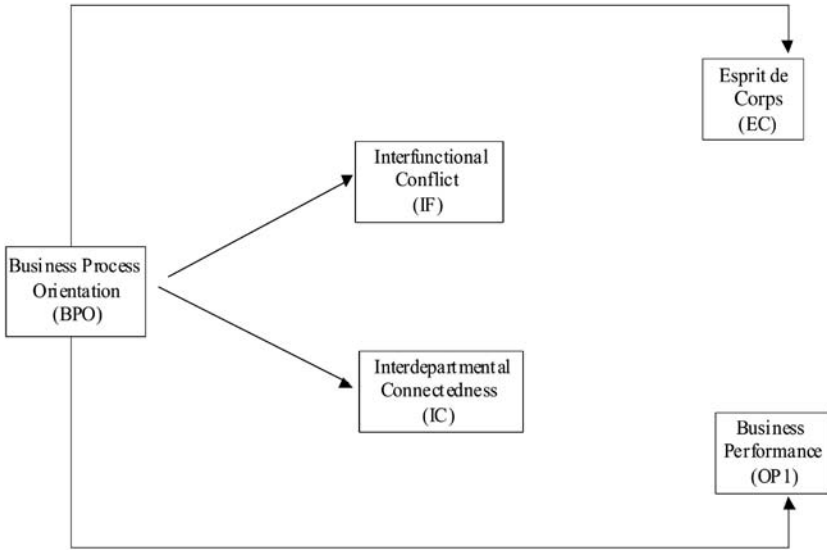 Esprit de
Corps
(EC)
Interfunctional
Conflict
(IF)
Business Process
Orientation
(BPO)
Interdepartmental
Connectedness
(IC)
Business
Performance
(OP1)